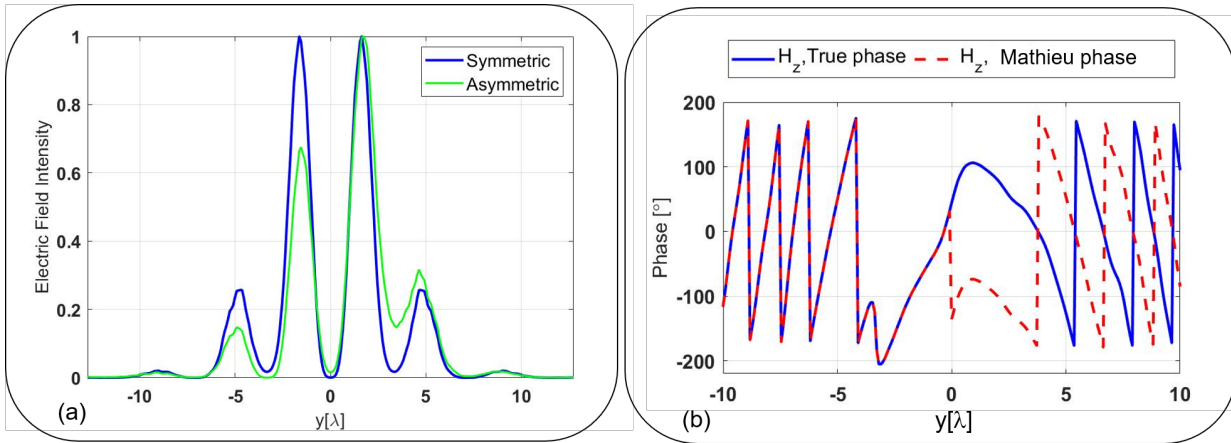 Electric Field Intensity
1
0.8
0.6
0.4
0.2
0
Symmetric
Asymmetric
-10
-5
0
5
10
y[λ]
(a)
H_z,True phase
H_z, Mathieu phase
Phase [°]
200
100
0
-100
-200
-10
-5
0
5
10
y[λ]
(b)